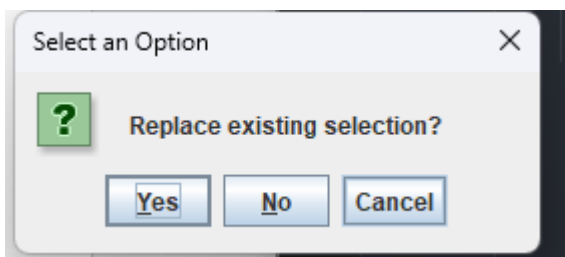 Select an Option
?
Replace existing selection?
Yes No Cancel